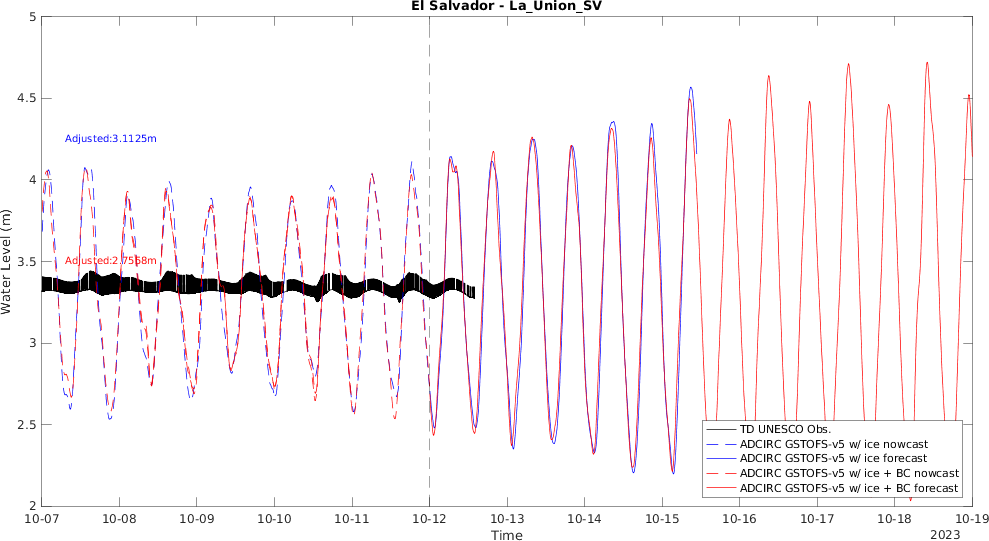 El Salvador - La_Union_SV
5
4.5
4
3.5
3
2.5
2
Water Level (m)
Adjusted:3.1125m
Adjusted:2.7568m
TD UNESCO Obs.
ADCIRC GSTOFS-v5 w/ ice nowcast
ADCIRC GSTOFS-v5 w/ ice forecast
ADCIRC GSTOFS-v5 w/ ice + BC nowcast
ADCIRC GSTOFS-v5 w/ ice + BC forecast
10-07 10-08 10-09 10-10 10-11 10-12 10-13 10-14 10-15 10-16 10-17 10-18 10-19
Time
2023